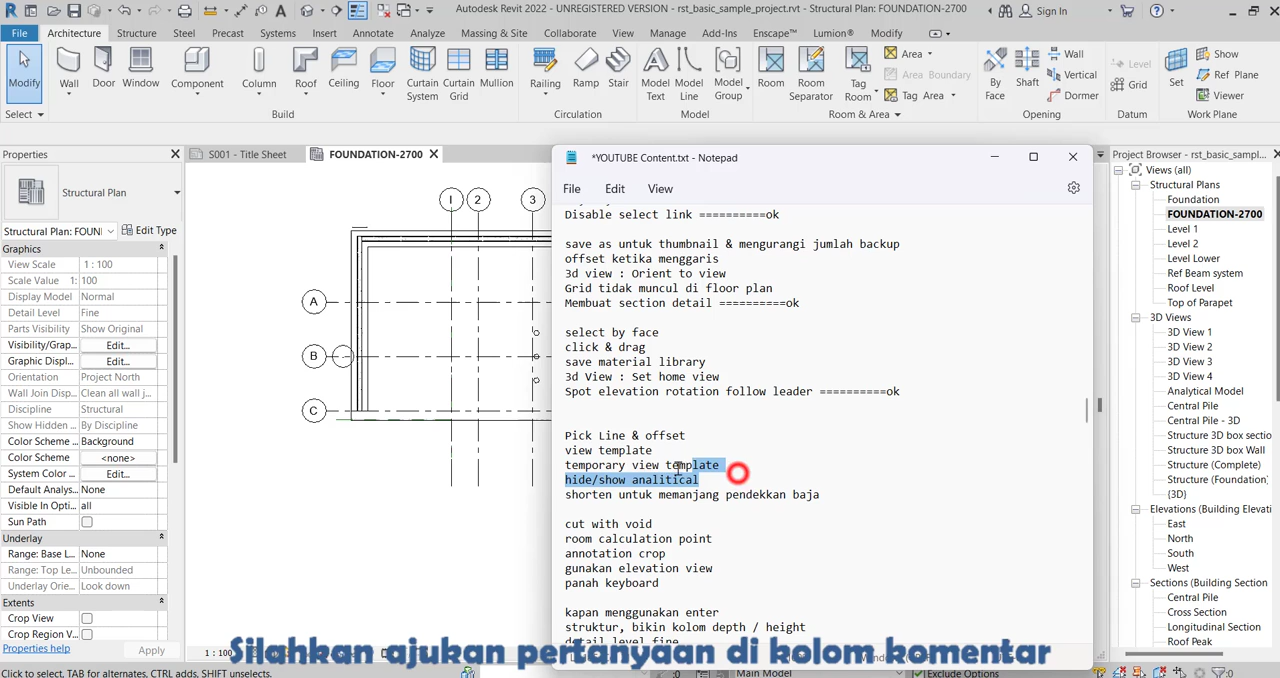 Autodesk Revit 2022 - UNREGISTERED VERSION - rst_basic_sample_project.rvt - Structural Plan: FOUNDATION-2700
Sign In
File Architecture Structure Steel Precast Systems Insert Annotate Analyze Massing & Site Collaborate View Manage Add-Ins Enscape™ Lumion® Modify
Modify Wall Door Window Component Column Roof Ceiling Floor Curtain System Curtain Grid Mullion Railing Ramp Stair Model Text Model Line Model Group Room Room Separator Tag Room Area Area Boundary Tag Area By Face Shaft Wall Vertical Dormer Level Grid Set Show Ref Plane Viewer
Select Build Circulation Model Room & Area Opening Datum Work Plane
Properties
S001 - Title Sheet
FOUNDATION-2700
Structural Plan
Structural Plan: FOUN
Edit Type
Graphics
View Scale 1 : 100
Scale Value 1: 100
Display Model Normal
Detail Level Fine
Parts Visibility Show Original
Visibility/Grap... Edit...
Graphic Displ... Edit...
Orientation Project North
Wall Join Disp... Clean all wall j...
Discipline Structural
Show Hidden ... By Discipline
Color Scheme ... Background
Color Scheme <none>
System Color ... Edit...
Default Analys... None
Visible In Optio... all
Sun Path
Underlay
Range: Base L... None
Range: Top Le... Unbounded
Underlay Orie... Look down
Extents
Crop View
Crop Region V...
Properties help
Apply
1 2 3
A
B
C
*YOUTUBE Content.txt - Notepad
File Edit View
Disable select link ==========ok
save as untuk thumbnail & mengurangi jumlah backup
offset ketika menggaris
3d view : Orient to view
Grid tidak muncul di floor plan
Membuat section detail ==========ok
select by face
click & drag
save material library
3d View : Set home view
Spot elevation rotation follow leader ==========ok
Pick Line & offset
view template
temporary view template
hide/show analitical
shorten untuk memanjang pendekkan baja
cut with void
room calculation point
annotation crop
gunakan elevation view
panah keyboard
kapan menggunakan enter
struktur, bikin kolom depth / height
detail level fine
Project Browser - rst_basic_sampl...
Views (all)
Structural Plans
Foundation
FOUNDATION-2700
Level 1
Level 2
Level Lower
Ref Beam system
Roof Level
Top of Parapet
3D Views
3D View 1
3D View 2
3D View 3
3D View 4
Analytical Model
Central Pile
Central Pile - 3D
Structure 3D box section
Structure 3D view
Structure (Complete)
Structure (Foundation)
{3D}
Elevations (Building Elevati
East
North
South
West
Sections (Building Section
Central Pile
Central Pile
Column
Roof Peak
1 : 100
Silahkan ajukan pertanyaan di kolom komentar
Click to select, TAB for alternates, CTRL adds, SHIFT unselects.
:0
Main Model
Exclude Options
:0